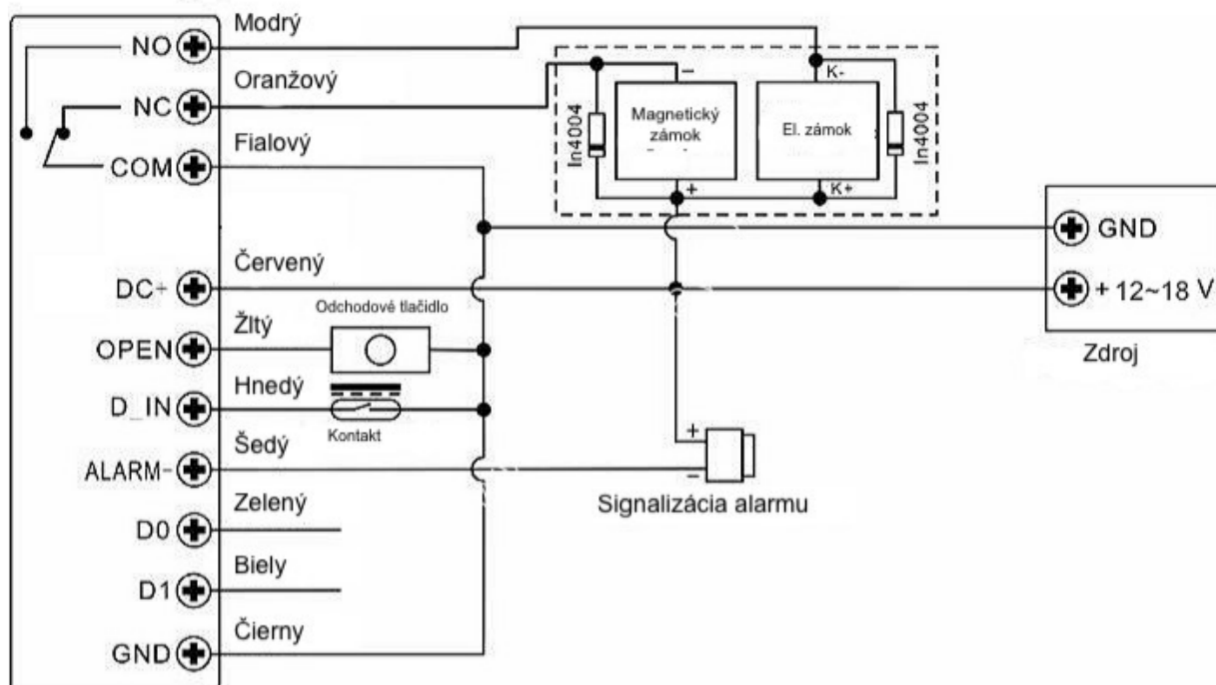 NO
Modrý
NC
Oranžový
COM
Fialový
DC+
Červený
OPEN
Žltý
D_IN
Hnedý
ALARM-
Šedý
D0
Zelený
D1
Biely
GND
Čierny
Odchodové tlačidlo
Kontakt
In4004
−
Magnetický
zámok
+
K-
El. zámok
K+
In4004
GND
+ 12~18 V
Zdroj
+
−
Signalizácia alarmu